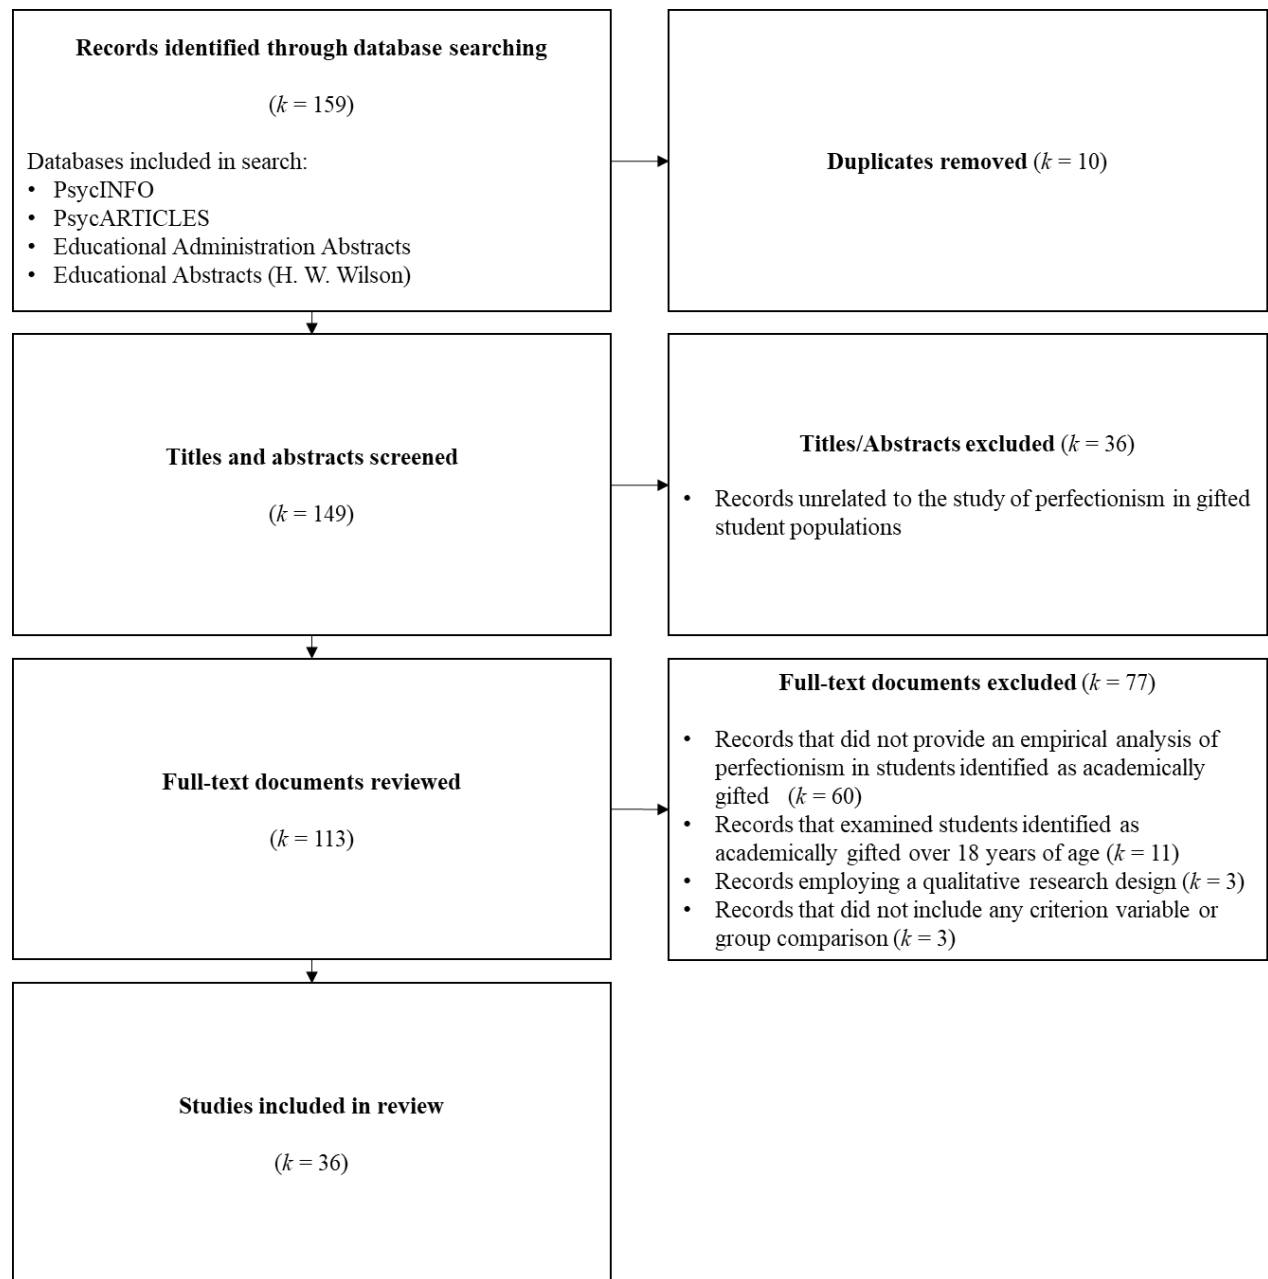 Records identified through database searching
(k = 159)
Databases included in search:
• PsycINFO
• PsycARTICLES
• Educational Administration Abstracts
• Educational Abstracts (H. W. Wilson)
Duplicates removed (k = 10)
Titles and abstracts screened
(k = 149)
Titles/Abstracts excluded (k = 36)
• Records unrelated to the study of perfectionism in gifted
student populations
Full-text documents reviewed
(k = 113)
Full-text documents excluded (k = 77)
• Records that did not provide an empirical analysis of
perfectionism in students identified as academically
gifted (k = 60)
• Records that examined students identified as
academically gifted over 18 years of age (k = 11)
• Records employing a qualitative research design (k = 3)
• Records that did not include any criterion variable or
group comparison (k = 3)
Studies included in review
(k = 36)